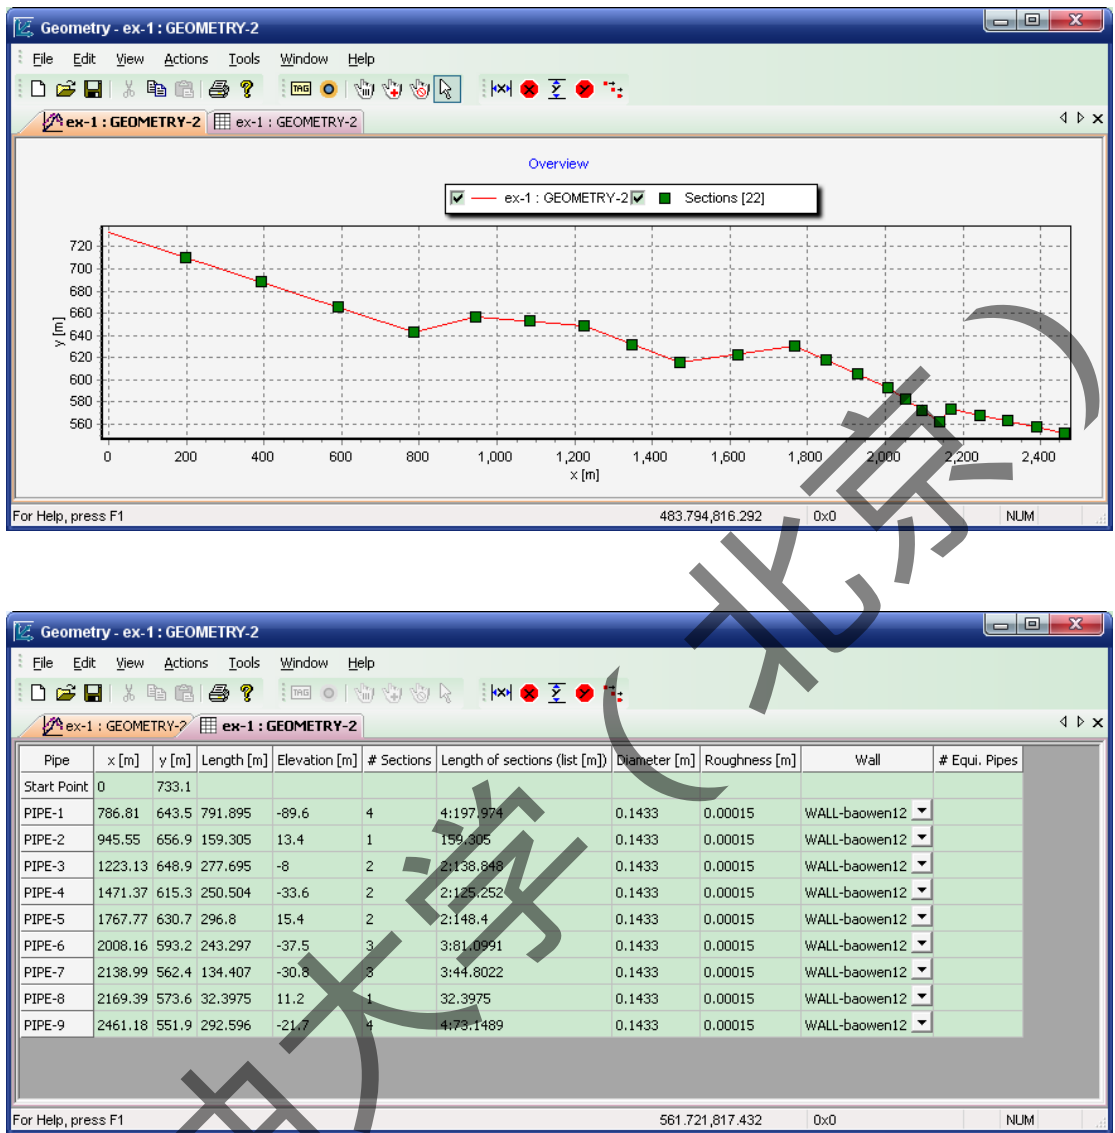 Geometry - ex-1 : GEOMETRY-2
File Edit View Actions Tools Window Help
TAG
ex-1 : GEOMETRY-2 ex-1 : GEOMETRY-2
Overview
ex-1 : GEOMETRY-2 Sections [22]
y [m]
720
700
680
660
640
620
600
580
560
0 200 400 600 800 1,000 1,200 1,400 1,600 1,800 2,000 2,200 2,400
x [m]
For Help, press F1 483.794,816.292 0x0 NUM
Geometry - ex-1 : GEOMETRY-2
File Edit View Actions Tools Window Help
TAG
ex-1 : GEOMETRY-2 ex-1 : GEOMETRY-2
Pipe x [m] y [m] Length [m] Elevation [m] # Sections Length of sections (list [m]) Diameter [m] Roughness [m] Wall # Equi. Pipes
Start Point 0 733.1
PIPE-1 786.81 643.5 791.895 -89.6 4 4:197.974 0.1433 0.00015 WALL-baowen12
PIPE-2 945.55 656.9 159.305 13.4 1 159.305 0.1433 0.00015 WALL-baowen12
PIPE-3 1223.13 648.9 277.695 -8 2 2:138.848 0.1433 0.00015 WALL-baowen12
PIPE-4 1471.37 615.3 250.504 -33.6 2 2:125.252 0.1433 0.00015 WALL-baowen12
PIPE-5 1767.77 630.7 296.8 15.4 2 2:148.4 0.1433 0.00015 WALL-baowen12
PIPE-6 2008.16 593.2 243.297 -37.5 3 3:81.0991 0.1433 0.00015 WALL-baowen12
PIPE-7 2138.99 562.4 134.407 -30.8 3 3:44.8022 0.1433 0.00015 WALL-baowen12
PIPE-8 2169.39 573.6 32.3975 11.2 1 32.3975 0.1433 0.00015 WALL-baowen12
PIPE-9 2461.18 551.9 292.596 -21.7 4 4:73.1489 0.1433 0.00015 WALL-baowen12
For Help, press F1 561.721,817.432 0x0 NUM
大学（北京）